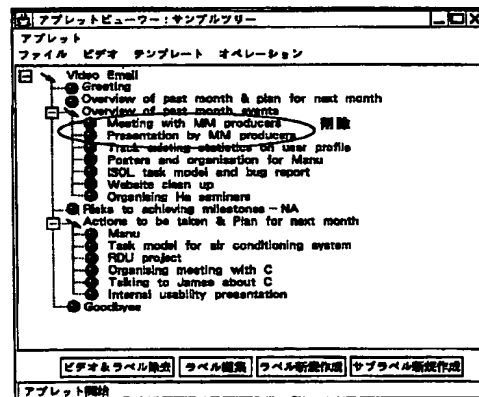 アプレットビューワー:サンプルツリー
アプレット
ファイル ビデオ テンプレート オペレーション
Video Email
Greeting
Overview of past month & plan for next month
Overview of past month events
Meeting with MM producers 削除
Presentation by MM producers
Track existing statistics on user profile
Posters and organisation for Manu
ISOL task model and bug report
Website clean up
Organising He seminars
Risks to achieving milestones - NA
Actions to be taken & Plan for next month
Manu
Task model for air conditioning system
RDU project
Organising meeting with C
Talking to James about C
Internal usability presentation
Goodbyee
ビデオ&ラベル除去 ラベル編集 ラベル新規作成 サブラベル新規作成
アプレット開始